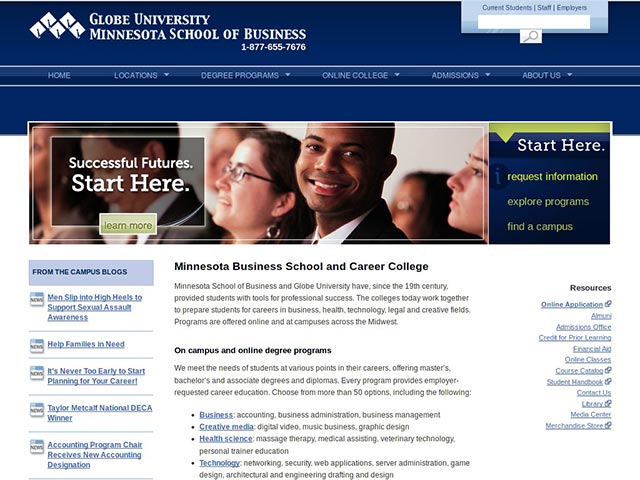 GLOBE UNIVERSITY
MINNESOTA SCHOOL OF BUSINESS
1-877-655-7676
Current Students | Staff | Employers
HOME
LOCATIONS
DEGREE PROGRAMS
ONLINE COLLEGE
ADMISSIONS
ABOUT US
Successful Futures.
Start Here.
learn more
Start Here.
request information
explore programs
find a campus
FROM THE CAMPUS BLOGS
NEWS
Men Slip into High Heels to
Support Sexual Assault
Awareness
NEWS
Help Families in Need
NEWS
It's Never Too Early to Start
Planning for Your Career!
NEWS
Taylor Metcalf National DECA
Winner
NEWS
Accounting Program Chair
Receives New Accounting
Designation
Minnesota Business School and Career College
Minnesota School of Business and Globe University have, since the 19th century,
provided students with tools for professional success. The colleges today work together
to prepare students for careers in business, health, technology, legal and creative fields.
Programs are offered online and at campuses across the Midwest.
On campus and online degree programs
We meet the needs of students at various points in their careers, offering master's,
bachelor's and associate degrees and diplomas. Every program provides employer-
requested career education. Choose from more than 50 options, including the following:
Business: accounting, business administration, business management
Creative media: digital video, music business, graphic design
Health science: massage therapy, medical assisting, veterinary technology,
personal trainer education
Technology: networking, security, web applications, server administration, game
design, architectural and engineering drafting and design
Resources
Online Application
Almuni
Admissions Office
Credit for Prior Learning
Financial Aid
Online Classes
Course Catalog
Student Handbook
Contact Us
Library
Media Center
Merchandise Store